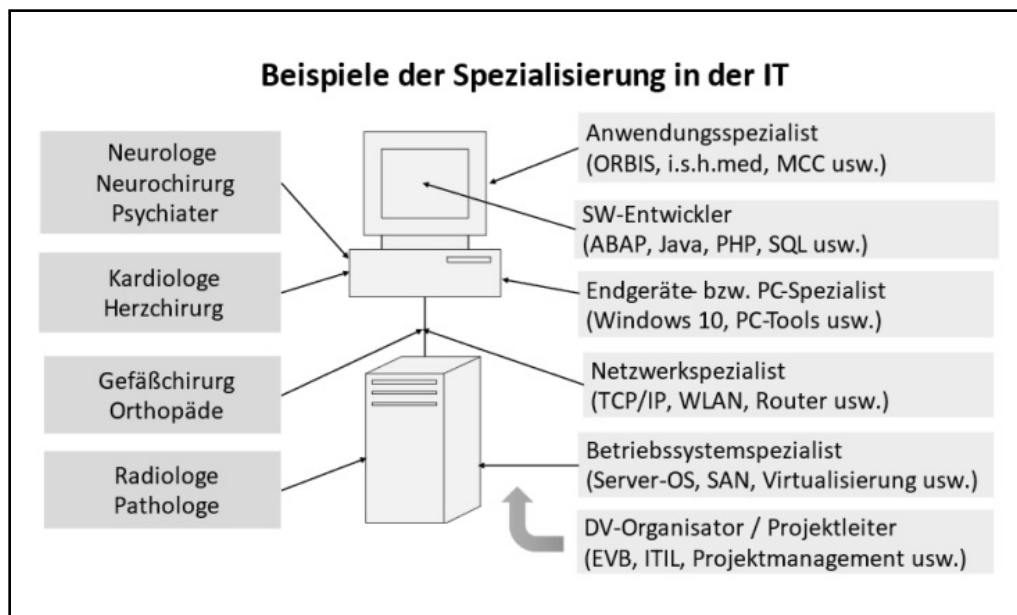 Beispiele der Spezialisierung in der IT
Neurologe
Neurochirurg
Psychiater
Kardiologe
Herzchirurg
Gefäßchirurg
Orthopäde
Radiologe
Pathologe
Anwendungsspezialist
(ORBIS, i.s.h.med, MCC usw.)
SW-Entwickler
(ABAP, Java, PHP, SQL usw.)
Endgeräte- bzw. PC-Spezialist
(Windows 10, PC-Tools usw.)
Netzwerkspezialist
(TCP/IP, WLAN, Router usw.)
Betriebssystemspezialist
(Server-OS, SAN, Virtualisierung usw.)
DV-Organisator / Projektleiter
(EVB, ITIL, Projektmanagement usw.)